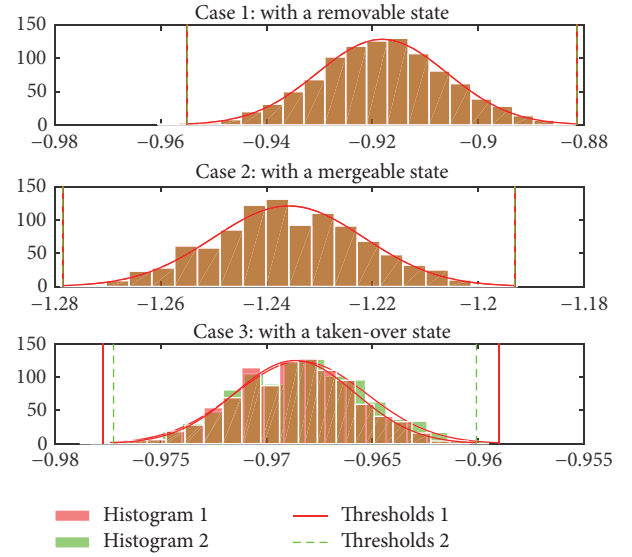 Case 1: with a removable state
150
100
50
0
−0.98 −0.96 −0.94 −0.92 −0.9 −0.88
Case 2: with a mergeable state
150
100
50
0
−1.28 −1.26 −1.24 −1.22 −1.2 −1.18
Case 3: with a taken-over state
150
100
50
0
−0.98 −0.975 −0.97 −0.965 −0.96 −0.955
Histogram 1 Thresholds 1
Histogram 2 Thresholds 2